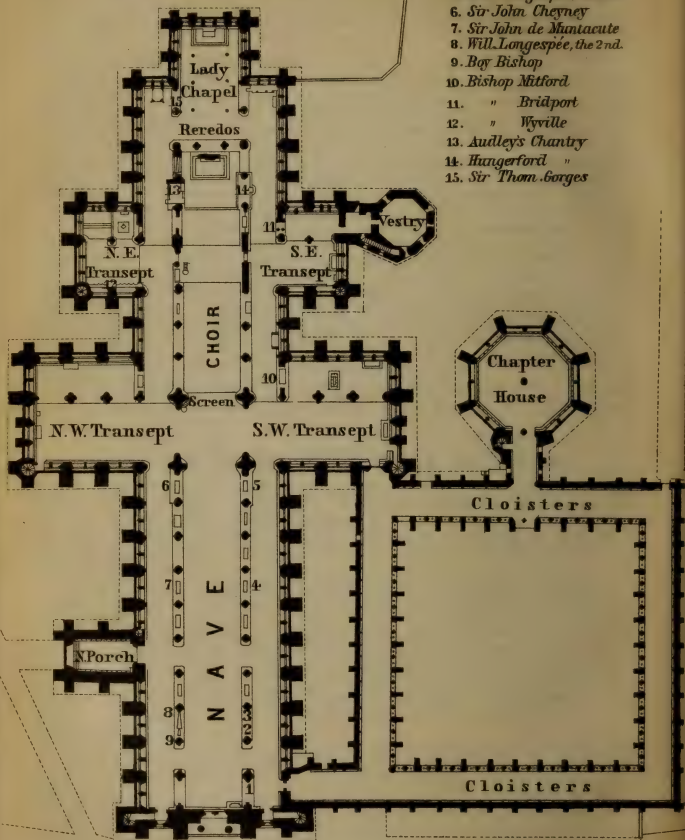 6. Sir John Cheyney
7. Sir John de Muntacute
8. Will. Longespée, the 2nd.
9. Boy Bishop
10. Bishop Mitford
11. " Bridport
12. " Wyville
13. Audley's Chantry
14. Hungerford "
15. Sir Thom. Gorges
Lady
Chapel
15
Reredos
13
14
11
Vestry
N.E.
Transept
12
S.E.
Transept
CHOIR
10
Screen
Chapter
House
N.W. Transept
S.W. Transept
6
5
Cloisters
7
4
NAVE
N.Porch
8
3
2
9
1
Cloisters